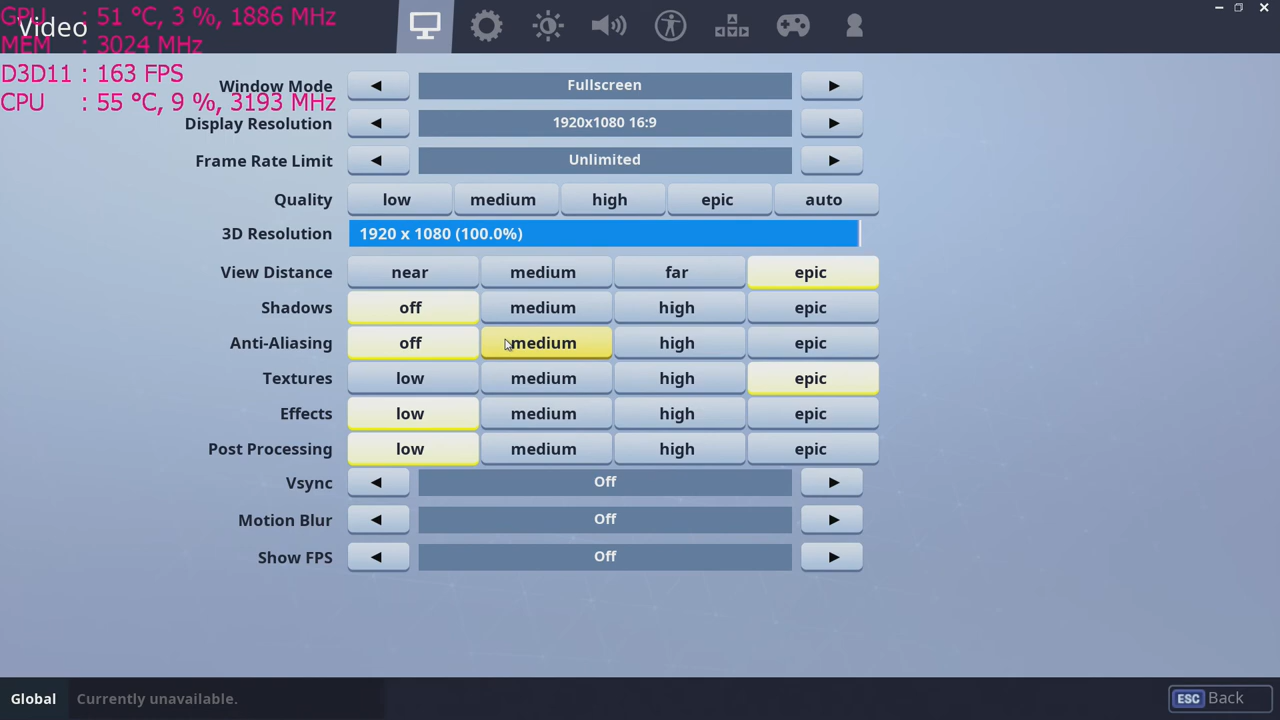 GPU : 51 °C, 3 %, 1886 MHz
Video
MEM : 3024 MHz
D3D11 : 163 FPS
CPU : 55 °C, 9 %, 3193 MHz
Window Mode ◀ Fullscreen ▶
Display Resolution ◀ 1920x1080 16:9 ▶
Frame Rate Limit ◀ Unlimited ▶
Quality low medium high epic auto
3D Resolution 1920 x 1080 (100.0%)
View Distance near medium far epic
Shadows off medium high epic
Anti-Aliasing off medium high epic
Textures low medium high epic
Effects low medium high epic
Post Processing low medium high epic
Vsync ◀ Off ▶
Motion Blur ◀ Off ▶
Show FPS ◀ Off ▶
Global Currently unavailable. ESC Back